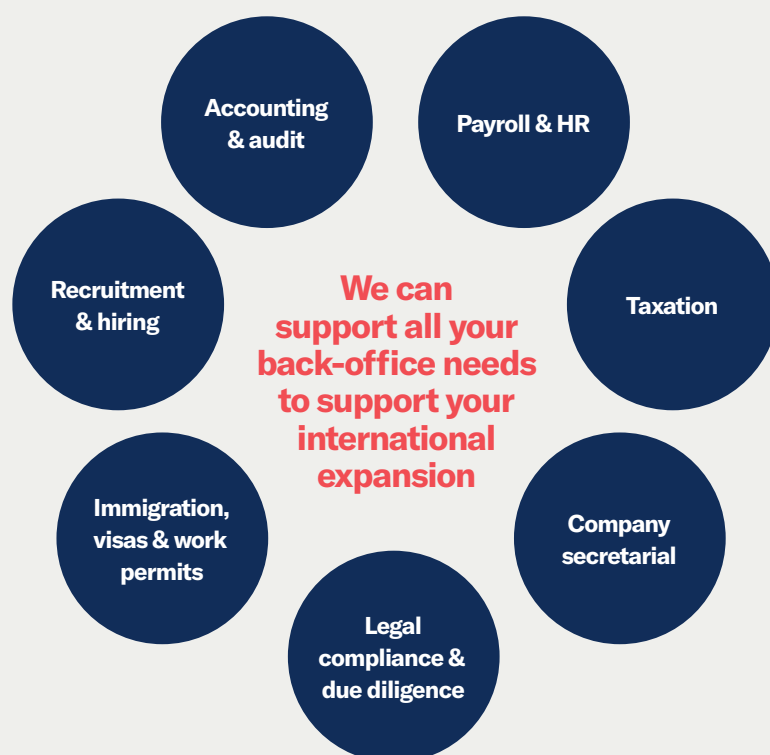 Accounting
& audit
Payroll & HR
Recruitment
& hiring
We can
support all your
back-office needs
to support your
international
expansion
Taxation
Immigration,
visas & work
permits
Company
secretarial
Legal
compliance &
due diligence